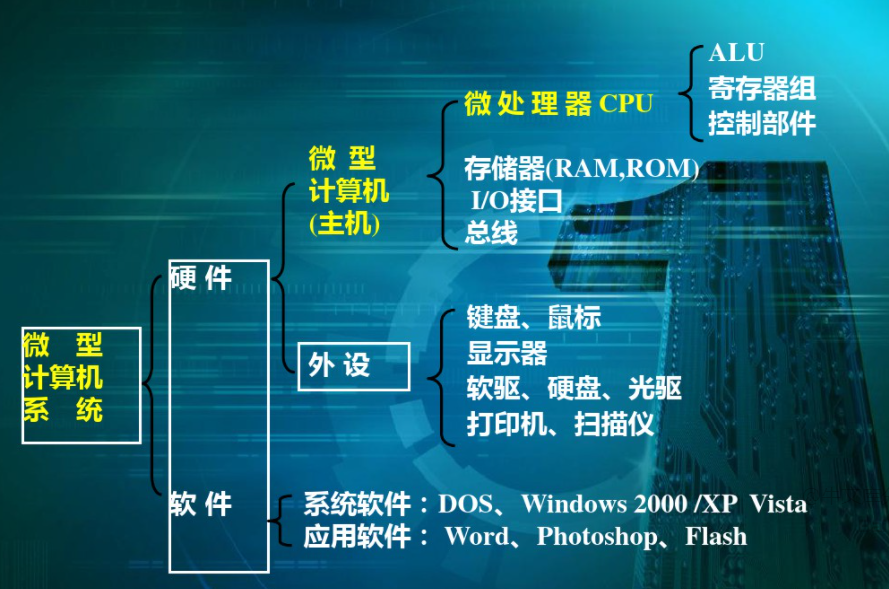 ALU
寄存器组
控制部件
微处理器 CPU
微 型
计算机
(主机)
存储器(RAM,ROM)
I/O接口
总线
硬 件
微 型
计算机
系 统
外 设
键盘、鼠标
显示器
软驱、硬盘、光驱
打印机、扫描仪
软 件
系统软件：DOS、Windows 2000 /XP Vista
应用软件： Word、Photoshop、Flash